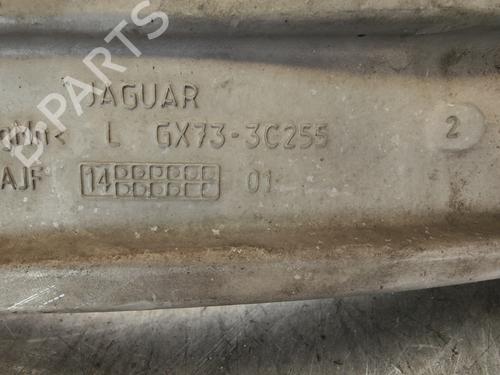 JAGUAR
L GX73-3C255
2
AJF 14 01
B-PARTS